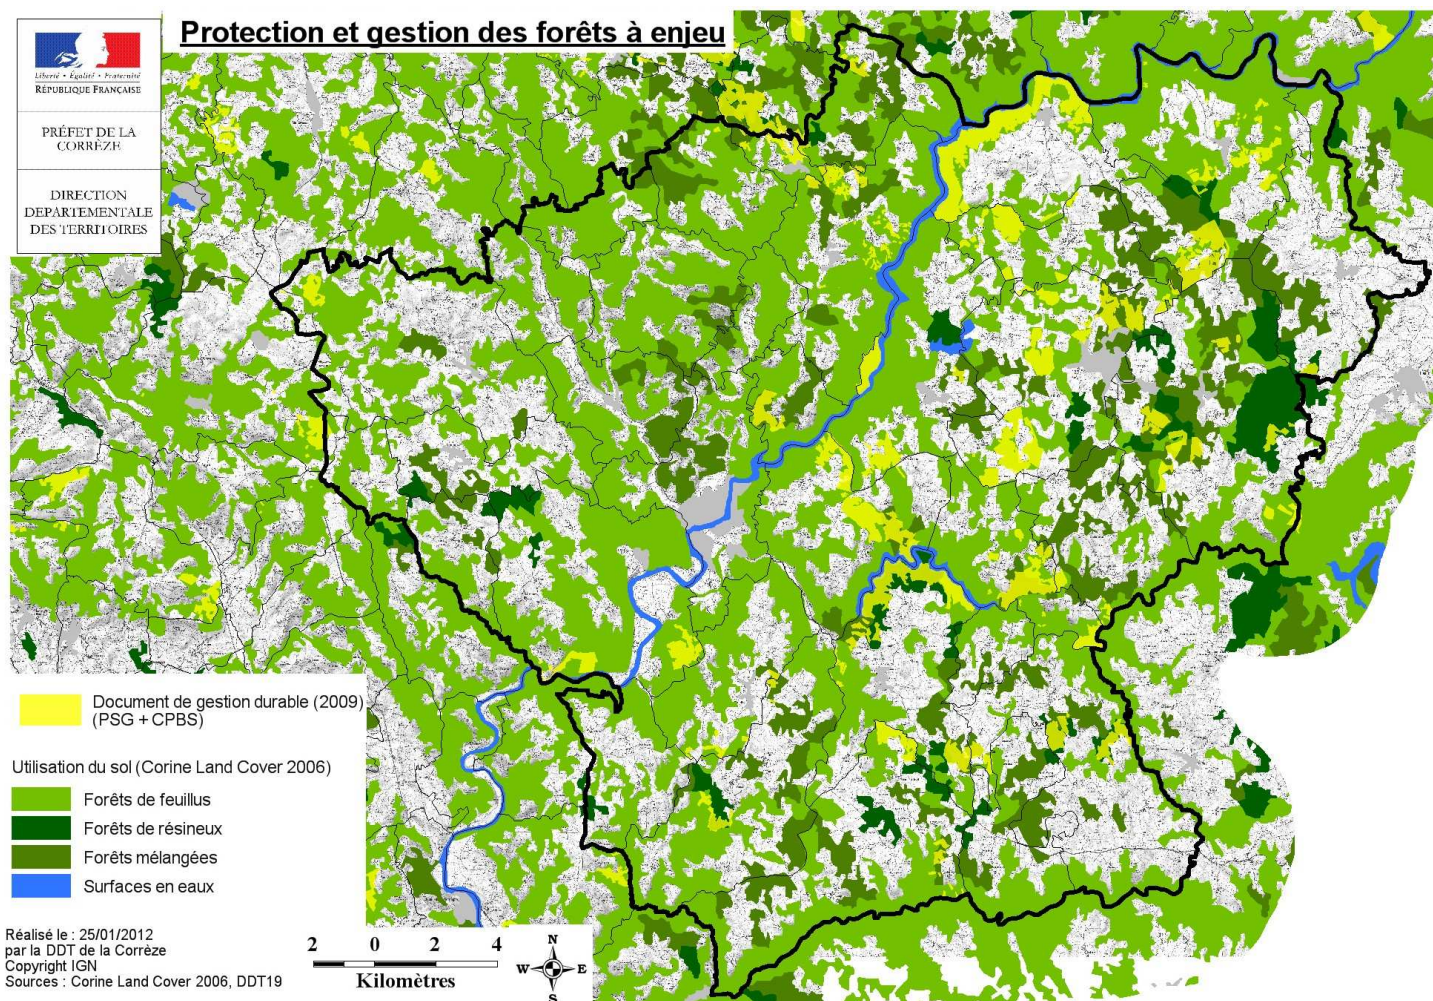 Protection et gestion des forêts à enjeu
Liberté • Égalité • Fraternité
RÉPUBLIQUE FRANÇAISE
PRÉFET DE LA
CORRÈZE
DIRECTION
DEPARTEMENTALE
DES TERRITOIRES
Document de gestion durable (2009)
(PSG + CPBS)
Utilisation du sol (Corine Land Cover 2006)
Forêts de feuillus
Forêts de résineux
Forêts mélangées
Surfaces en eaux
Réalisé le : 25/01/2012
par la DDT de la Corrèze
Copyright IGN
Sources : Corine Land Cover 2006, DDT19
2 0 2 4
Kilomètres
N
W E
S